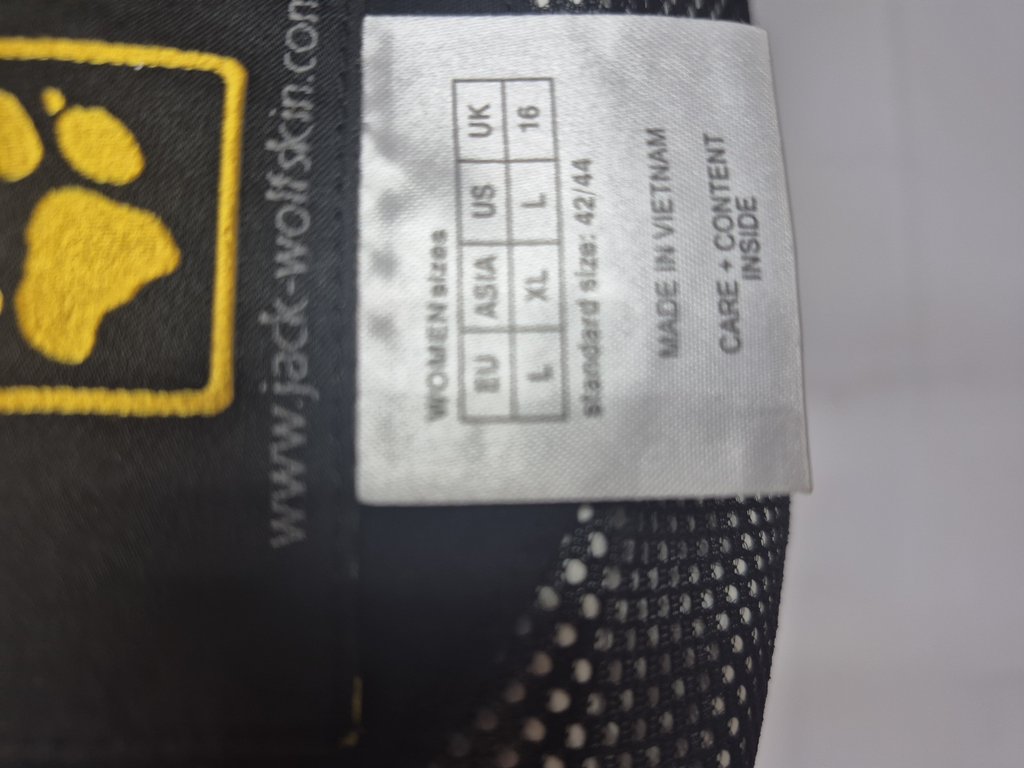 www.jack-wolfskin.com
WOMEN sizes
EU ASIA US UK
L XL L 16
standard size: 42/44
MADE IN VIETNAM
CARE + CONTENT
INSIDE